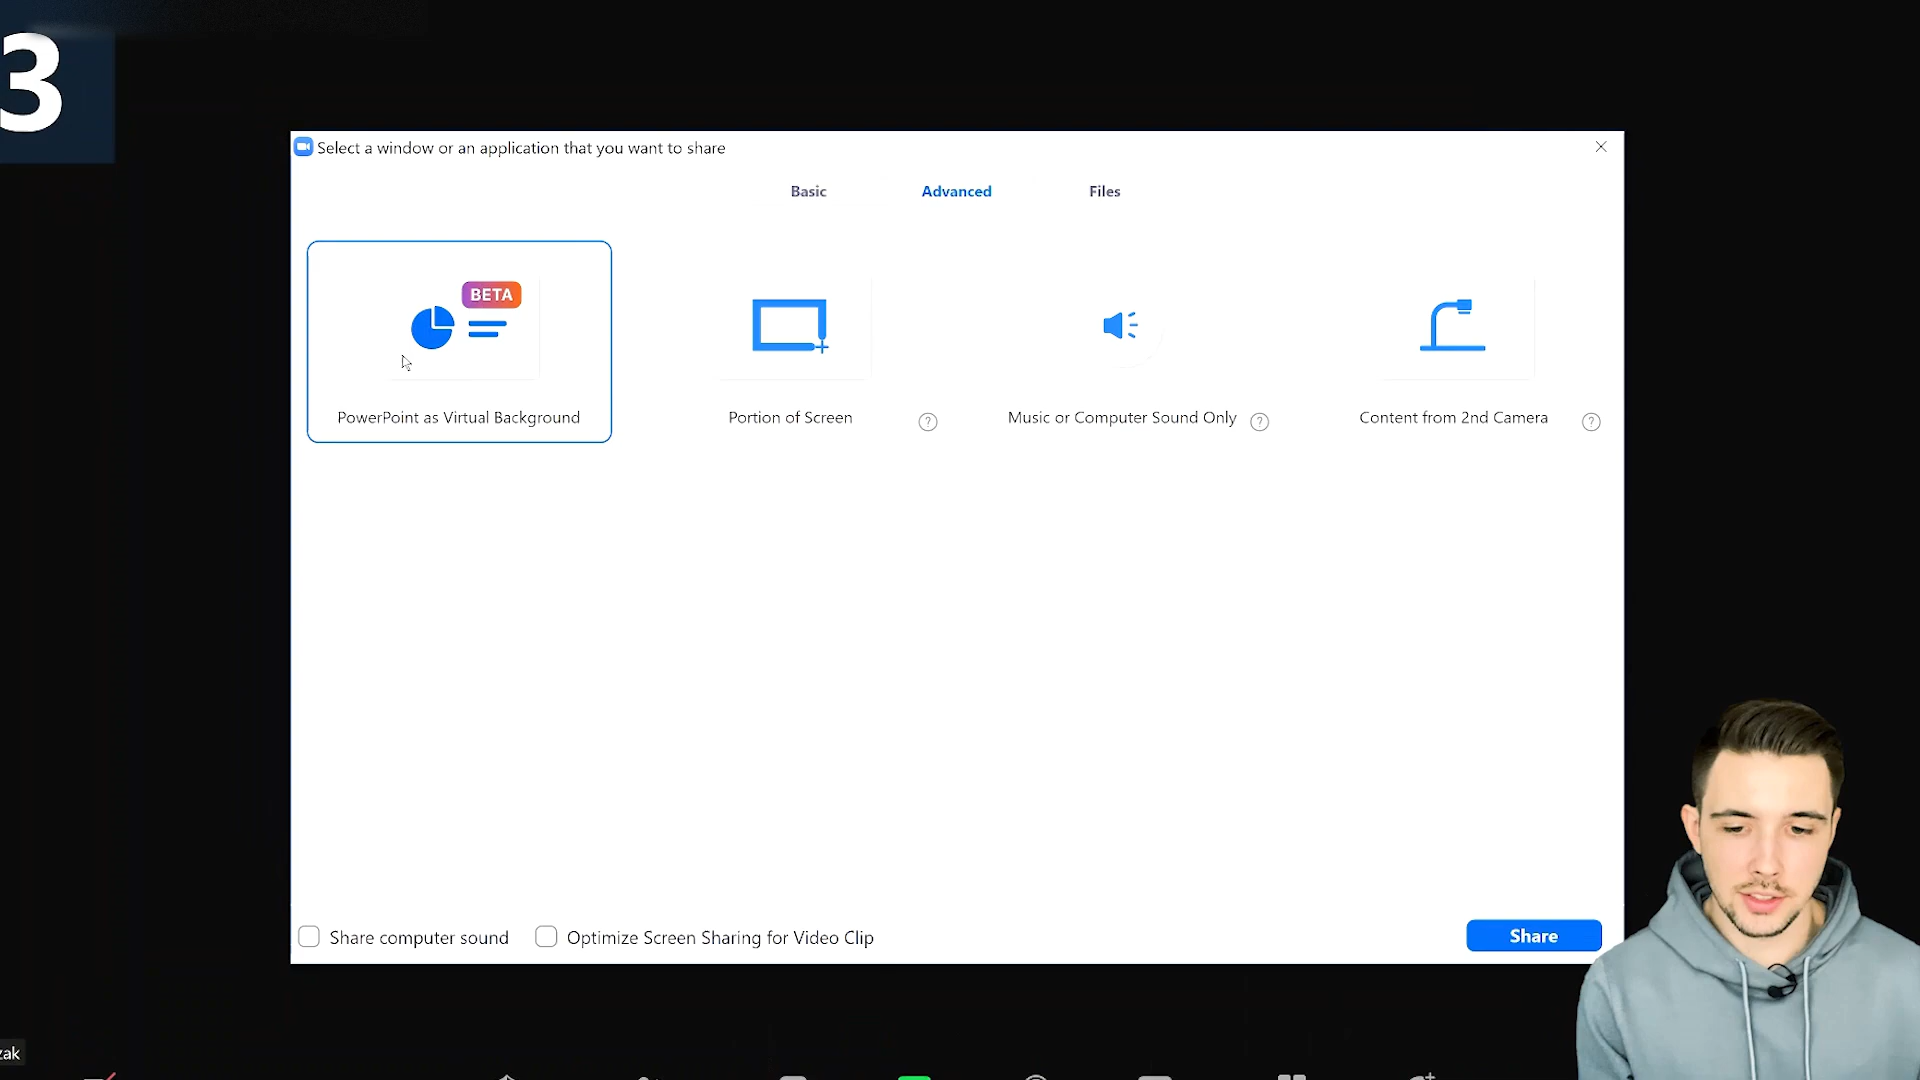 3
Select a window or an application that you want to share
Basic
Advanced
Files
BETA
PowerPoint as Virtual Background
Portion of Screen
?
Music or Computer Sound Only
?
Content from 2nd Camera
?
Share computer sound
Optimize Screen Sharing for Video Clip
Share
zak